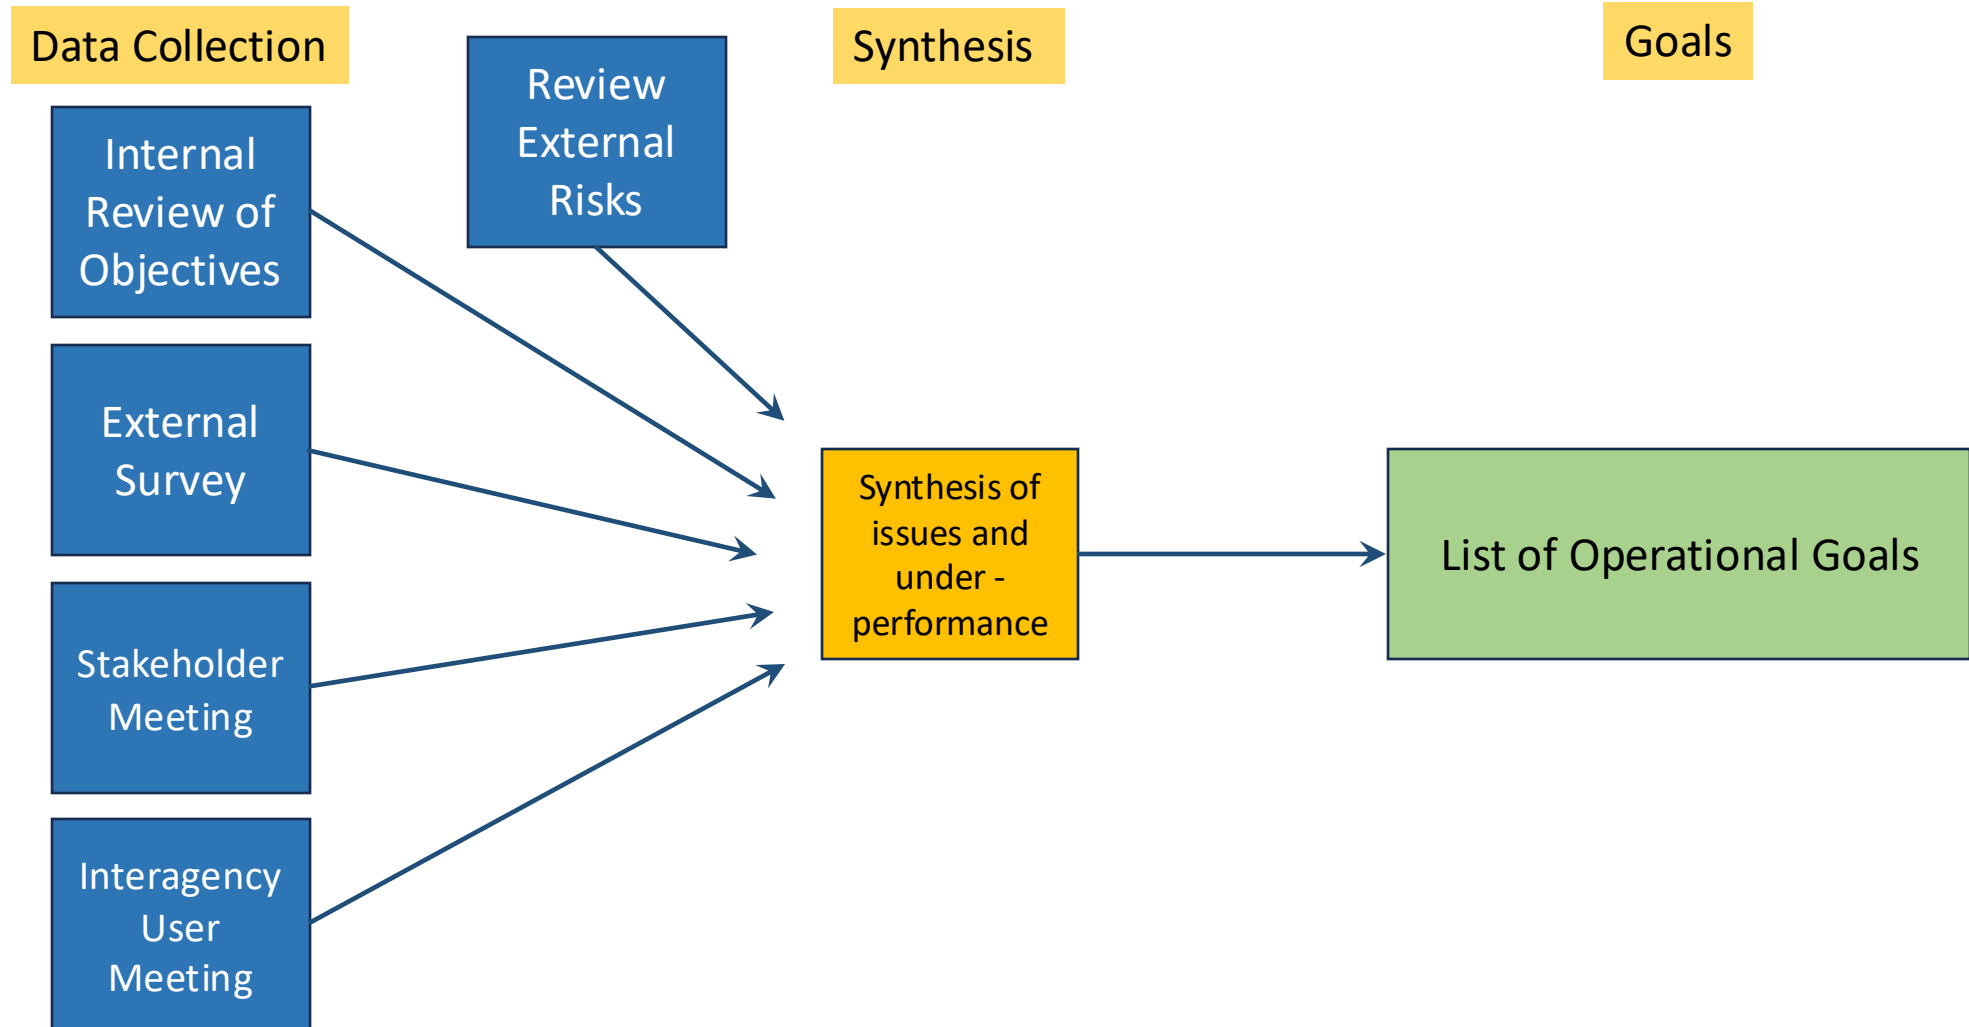 Data Collection
Synthesis
Goals
Review
External
Risks
Internal
Review of
Objectives
External
Survey
Stakeholder
Meeting
Interagency
User
Meeting
Synthesis of
issues and
under -
performance
List of Operational Goals